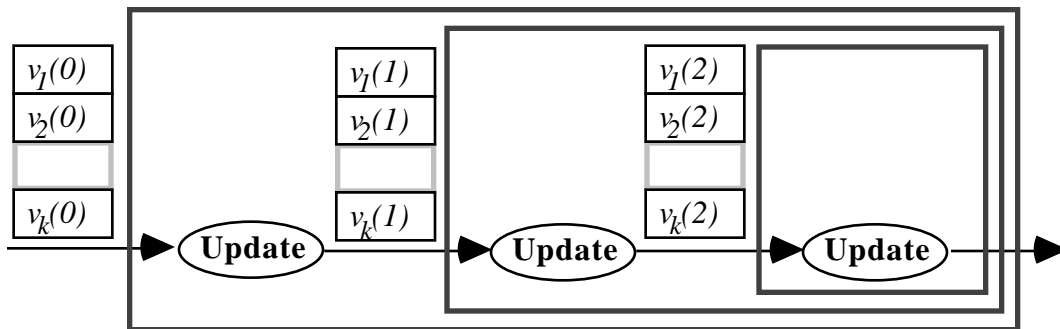 v1(0)
v2(0)
vk(0)
v1(1)
v2(1)
vk(1)
v1(2)
v2(2)
vk(2)
Update
Update
Update